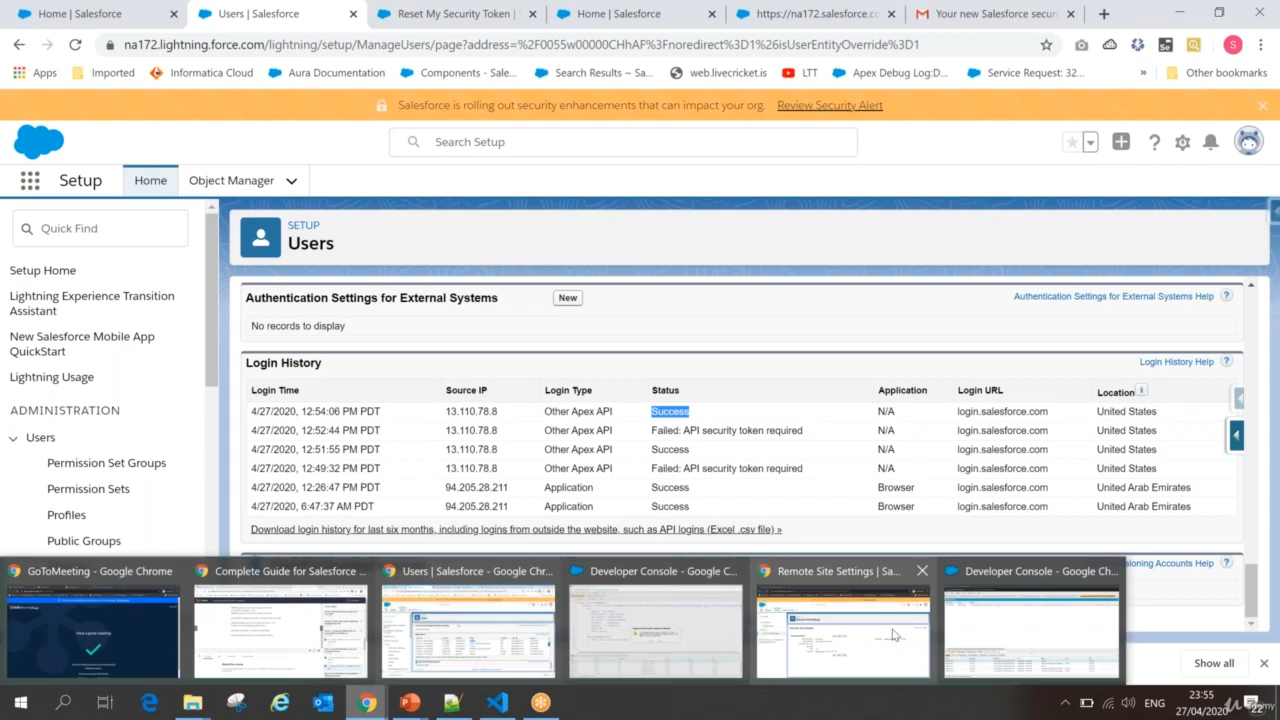 Home | Salesforce
Users | Salesforce
Reset My Security Token | S
Home | Salesforce
https://na172.salesforce.co
Your new Salesforce securi
na172.lightning.force.com/lightning/setup/ManageUsers/page?address=%2F0055w00000CHhAF%3Fnoredirect%3D1%26isUserEntityOverride%3D1
S
Apps
Imported
Informatica Cloud
Aura Documentation
Components - Sale...
Search Results ~ Sa...
web.livecricket.is
LTT
Apex Debug Log:D...
Service Request: 32...
»
Other bookmarks
Salesforce is rolling out security enhancements that can impact your org. Review Security Alert
Search Setup
Setup
Home
Object Manager
Quick Find
Setup Home
Lightning Experience Transition
Assistant
New Salesforce Mobile App
QuickStart
Lightning Usage
ADMINISTRATION
Users
Permission Set Groups
Permission Sets
Profiles
Public Groups
SETUP
Users
Authentication Settings for External Systems
New
Authentication Settings for External Systems Help ?
No records to display
Login History
Login History Help ?
Login Time Source IP Login Type Status Application Login URL Location i
4/27/2020, 12:54:06 PM PDT 13.110.78.8 Other Apex API Success N/A login.salesforce.com United States
4/27/2020, 12:52:44 PM PDT 13.110.78.8 Other Apex API Failed: API security token required N/A login.salesforce.com United States
4/27/2020, 12:51:55 PM PDT 13.110.78.8 Other Apex API Success N/A login.salesforce.com United States
4/27/2020, 12:49:32 PM PDT 13.110.78.8 Other Apex API Failed: API security token required N/A login.salesforce.com United States
4/27/2020, 12:26:47 PM PDT 94.205.28.211 Application Success Browser login.salesforce.com United Arab Emirates
4/27/2020, 6:47:37 AM PDT 94.205.28.211 Application Success Browser login.salesforce.com United Arab Emirates
Download login history for last six months, including logins from outside the website, such as API logins (Excel .csv file) »
sioning Accounts Help ?
GoToMeeting - Google Chrome
Complete Guide for Salesforce ...
Users | Salesforce - Google Chr...
Developer Console - Google C...
Remote Site Settings | Sa...
Developer Console - Google Ch...
Show all
ENG
23:55
27/04/2020
22